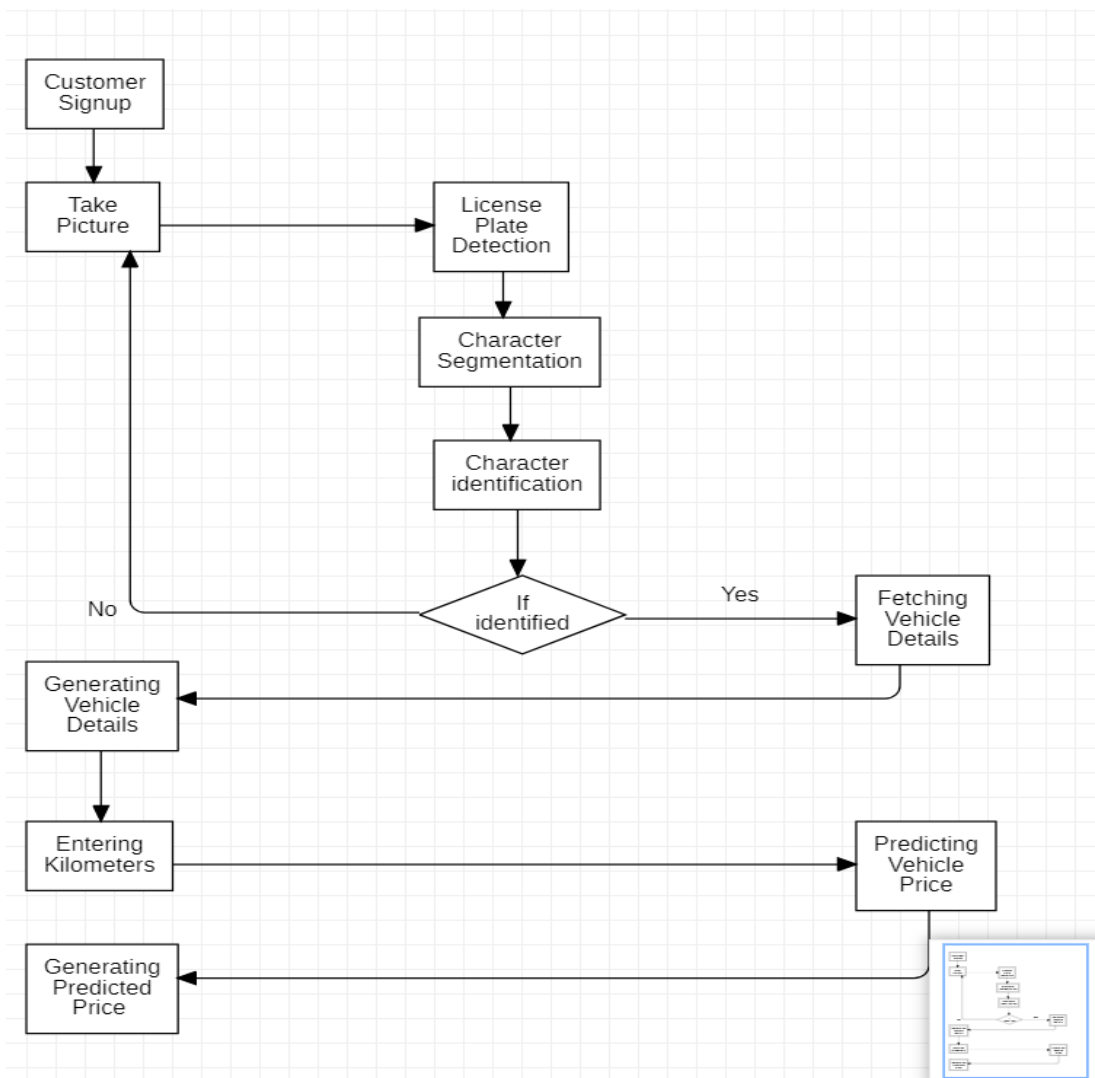 Customer
Signup
Take
Picture
License
Plate
Detection
Character
Segmentation
Character
identification
If
identified
No
Yes
Fetching
Vehicle
Details
Generating
Vehicle
Details
Entering
Kilometers
Predicting
Vehicle
Price
Generating
Predicted
Price